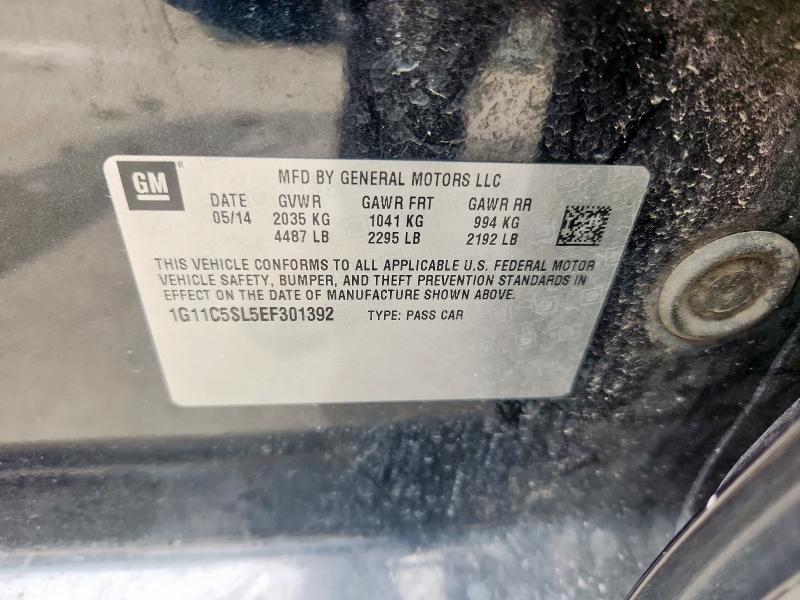 GM
MFD BY GENERAL MOTORS LLC
DATE GVWR GAWR FRT GAWR RR
05/14 2035 KG 1041 KG 994 KG
4487 LB 2295 LB 2192 LB
THIS VEHICLE CONFORMS TO ALL APPLICABLE U.S. FEDERAL MOTOR
VEHICLE SAFETY, BUMPER, AND THEFT PREVENTION STANDARDS IN
EFFECT ON THE DATE OF MANUFACTURE SHOWN ABOVE.
1G11C5SL5EF301392 TYPE: PASS CAR